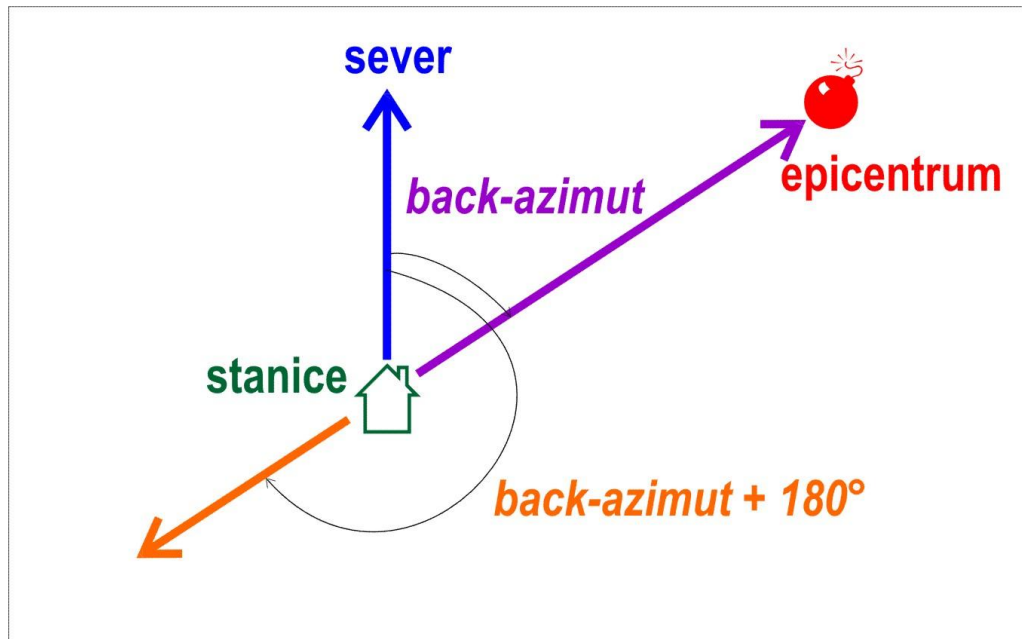 sever
epicentrum
back-azimut
stanice
back-azimut + 180°